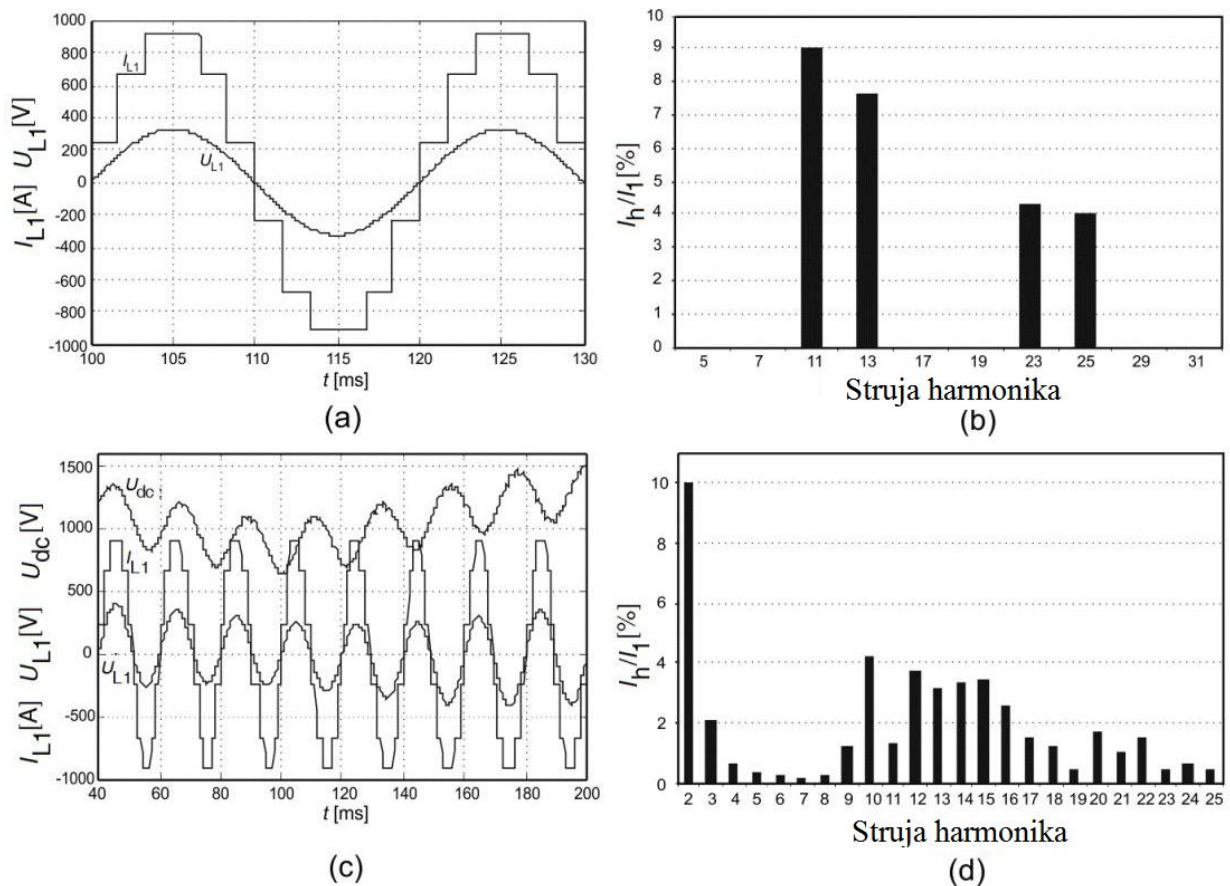 I_L1[A] U_L1[V]
1000
800
600
400
200
0
-200
-400
-600
-800
-1000
I_L1
U_L1
100
105
110
115
120
125
130
t [ms]
(a)
I_h/I_1[%]
10
9
8
7
6
5
4
3
2
1
0
5 7 11 13 17 19 23 25 29 31
Struja harmonika
(b)
I_L1[A] U_L1[V] U_dc[V]
1500
1000
500
0
-500
-1000
U_dc
I_L1
U_L1
40 60 80 100 120 140 160 180 200
t [ms]
(c)
I_h/I_1[%]
10
8
6
4
2
0
2 3 4 5 6 7 8 9 10 11 12 13 14 15 16 17 18 19 20 21 22 23 24 25
Struja harmonika
(d)